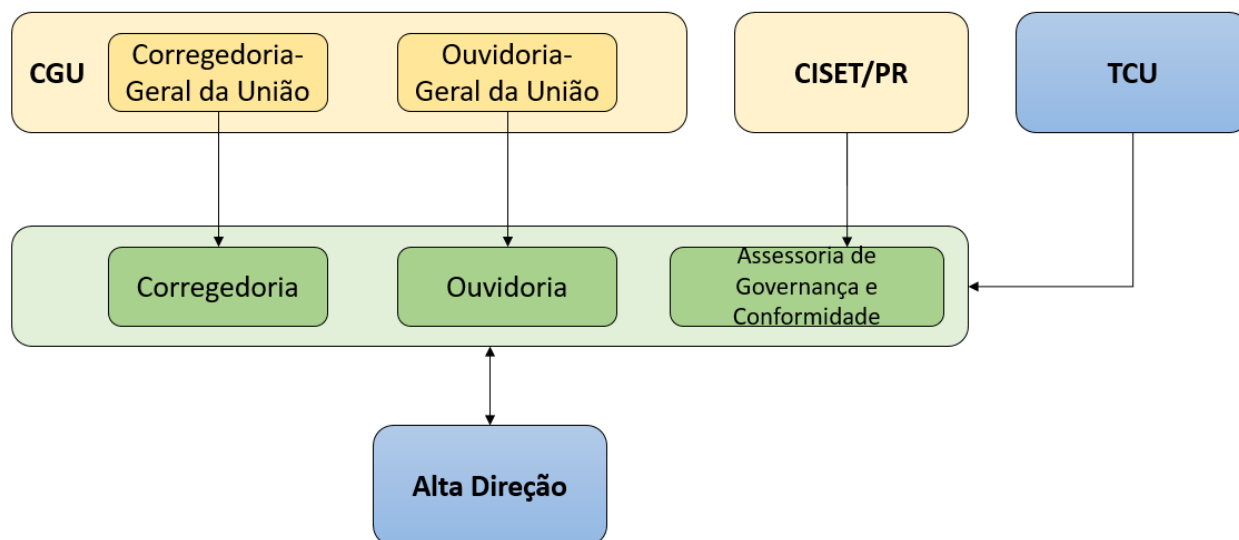 CGU
Corregedoria-
Geral da União
Ouvidoria-
Geral da União
CISET/PR
TCU
Corregedoria
Ouvidoria
Assessoria de
Governança e
Conformidade
Alta Direção